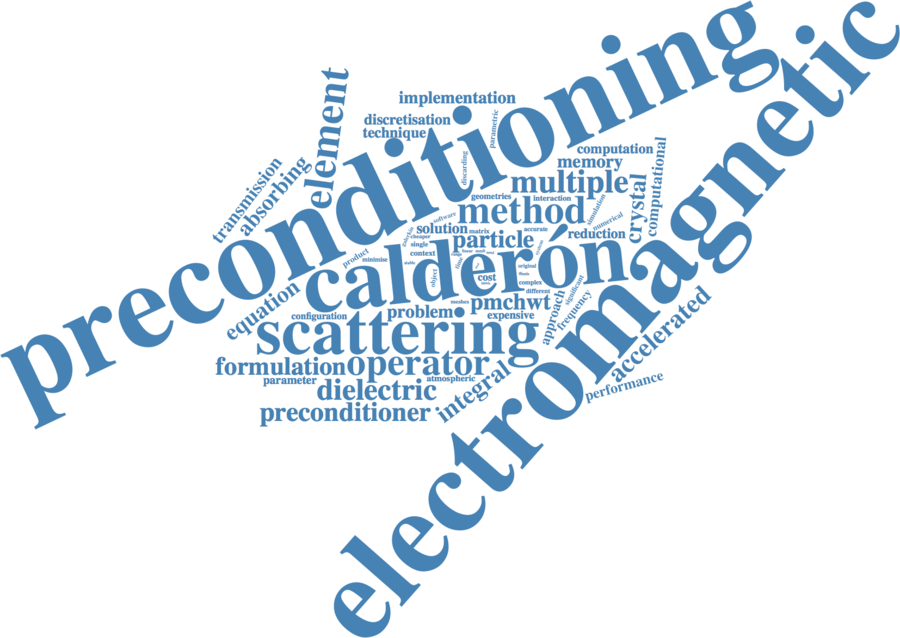 preconditioning
electromagnetic
calderón
scattering
element
implementation
discretisation
technique
parametric
discarding
transmission
absorbing
computation
memory
multiple
geometries
interaction
method
simulation
numerical
crystal
computational
software
solution
matrix
accurate
reduction
cheaper
single
particle
context
product
minimise
stable
object
cost
original
complex
different
significant
equation
configuration
problem
meshes
pmchwt
expensive
approach
frequency
formulation
operator
parameter
atmospheric
dielectric
preconditioner
integral
accelerated
performance